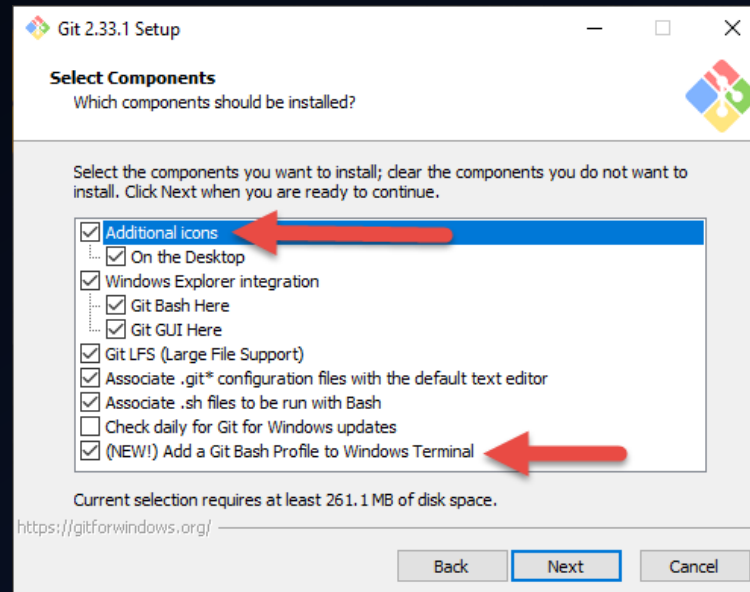 Git 2.33.1 Setup
Select Components
Which components should be installed?
Select the components you want to install; clear the components you do not want to
install. Click Next when you are ready to continue.
Additional icons
On the Desktop
Windows Explorer integration
Git Bash Here
Git GUI Here
Git LFS (Large File Support)
Associate .git* configuration files with the default text editor
Associate .sh files to be run with Bash
Check daily for Git for Windows updates
(NEW!) Add a Git Bash Profile to Windows Terminal
Current selection requires at least 261.1 MB of disk space.
https://gitforwindows.org/
Back Next Cancel